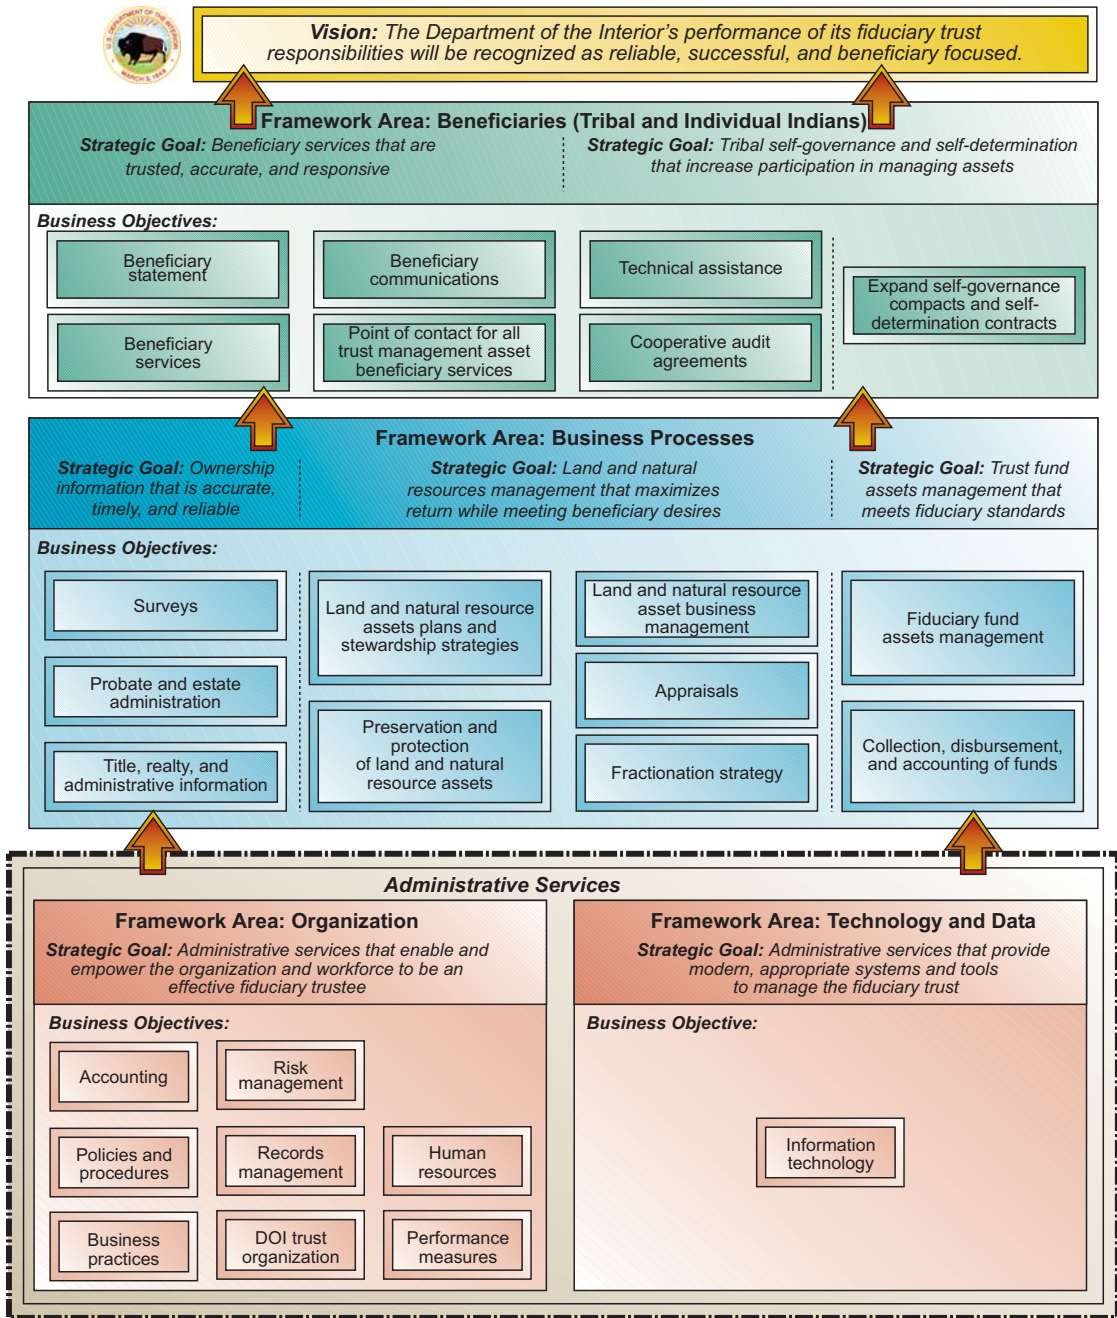 U.S. DEPARTMENT OF THE INTERIOR
MARCH 3, 1849
Vision: The Department of the Interior's performance of its fiduciary trust
responsibilities will be recognized as reliable, successful, and beneficiary focused.
Framework Area: Beneficiaries (Tribal and Individual Indians)
Strategic Goal: Beneficiary services that are
trusted, accurate, and responsive
Strategic Goal: Tribal self-governance and self-determination
that increase participation in managing assets
Business Objectives:
Beneficiary
statement
Beneficiary
communications
Technical assistance
Expand self-governance
compacts and self-
determination contracts
Beneficiary
services
Point of contact for all
trust management asset
beneficiary services
Cooperative audit
agreements
Framework Area: Business Processes
Strategic Goal: Ownership
information that is accurate,
timely, and reliable
Strategic Goal: Land and natural
resources management that maximizes
return while meeting beneficiary desires
Strategic Goal: Trust fund
assets management that
meets fiduciary standards
Business Objectives:
Surveys
Probate and estate
administration
Title, realty, and
administrative information
Land and natural resource
assets plans and
stewardship strategies
Preservation and
protection
of land and natural
resource assets
Land and natural resource
asset business
management
Appraisals
Fractionation strategy
Fiduciary fund
assets management
Collection, disbursement,
and accounting of funds
Administrative Services
Framework Area: Organization
Strategic Goal: Administrative services that enable and
empower the organization and workforce to be an
effective fiduciary trustee
Business Objectives:
Accounting
Risk
management
Policies and
procedures
Records
management
Human
resources
Business
practices
DOI trust
organization
Performance
measures
Framework Area: Technology and Data
Strategic Goal: Administrative services that provide
modern, appropriate systems and tools
to manage the fiduciary trust
Business Objective:
Information
technology